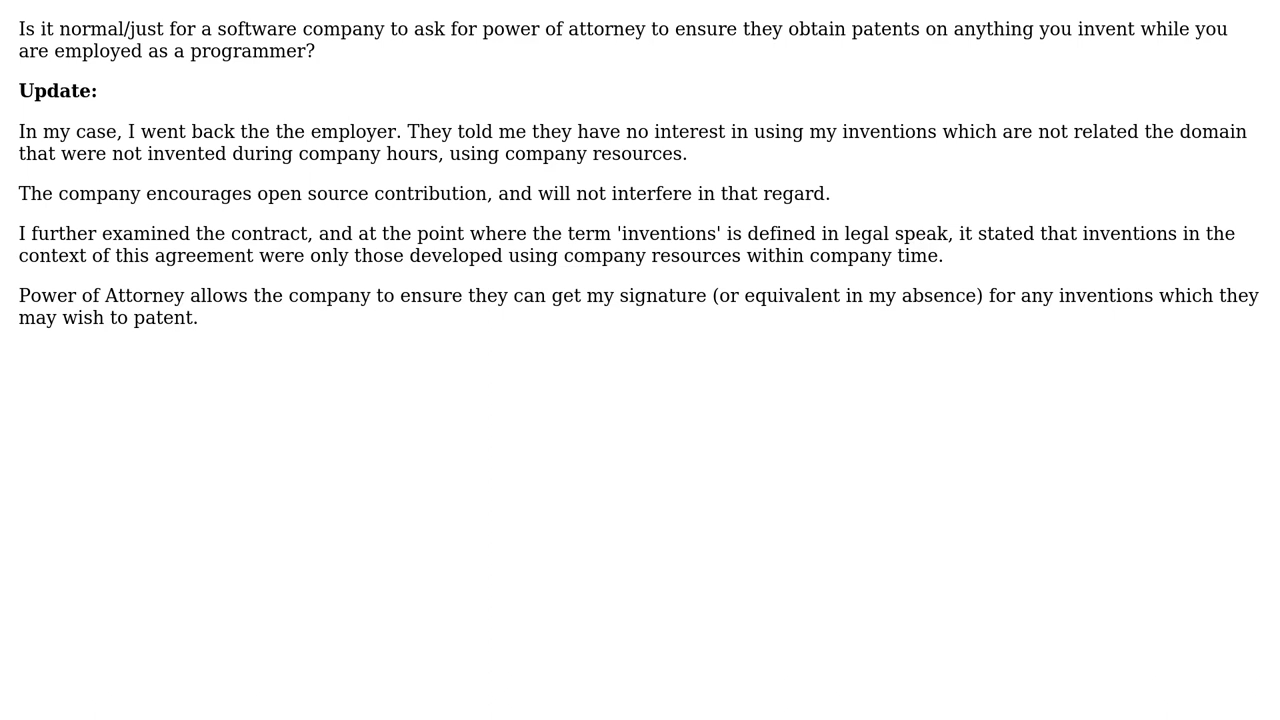 Is it normal/just for a software company to ask for power of attorney to ensure they obtain patents on anything you invent while you
are employed as a programmer?
Update:
In my case, I went back the the employer. They told me they have no interest in using my inventions which are not related the domain
that were not invented during company hours, using company resources.
The company encourages open source contribution, and will not interfere in that regard.
I further examined the contract, and at the point where the term 'inventions' is defined in legal speak, it stated that inventions in the
context of this agreement were only those developed using company resources within company time.
Power of Attorney allows the company to ensure they can get my signature (or equivalent in my absence) for any inventions which they
may wish to patent.